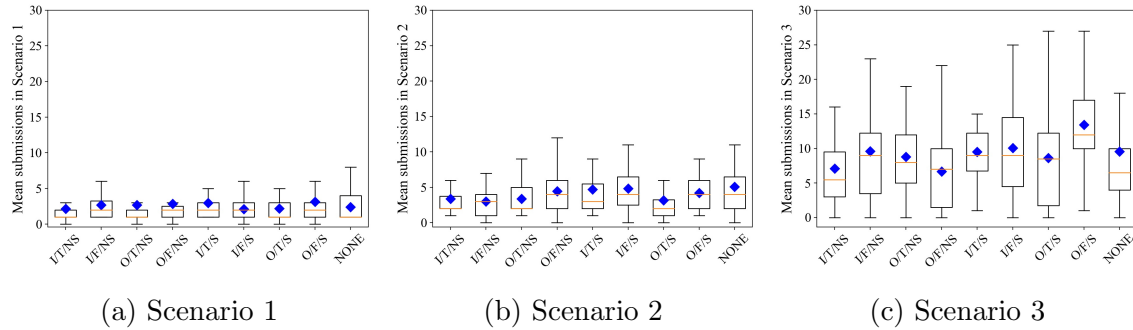 Mean submissions in Scenario 1
30
25
20
15
10
5
0
I/T/NS
I/F/NS
O/T/NS
O/F/NS
I/T/S
I/F/S
O/T/S
O/F/S
NONE
(a) Scenario 1
Mean submissions in Scenario 2
30
25
20
15
10
5
0
I/T/NS
I/F/NS
O/T/NS
O/F/NS
I/T/S
I/F/S
O/T/S
O/F/S
NONE
(b) Scenario 2
Mean submissions in Scenario 3
30
25
20
15
10
5
0
I/T/NS
I/F/NS
O/T/NS
O/F/NS
I/T/S
I/F/S
O/T/S
O/F/S
NONE
(c) Scenario 3